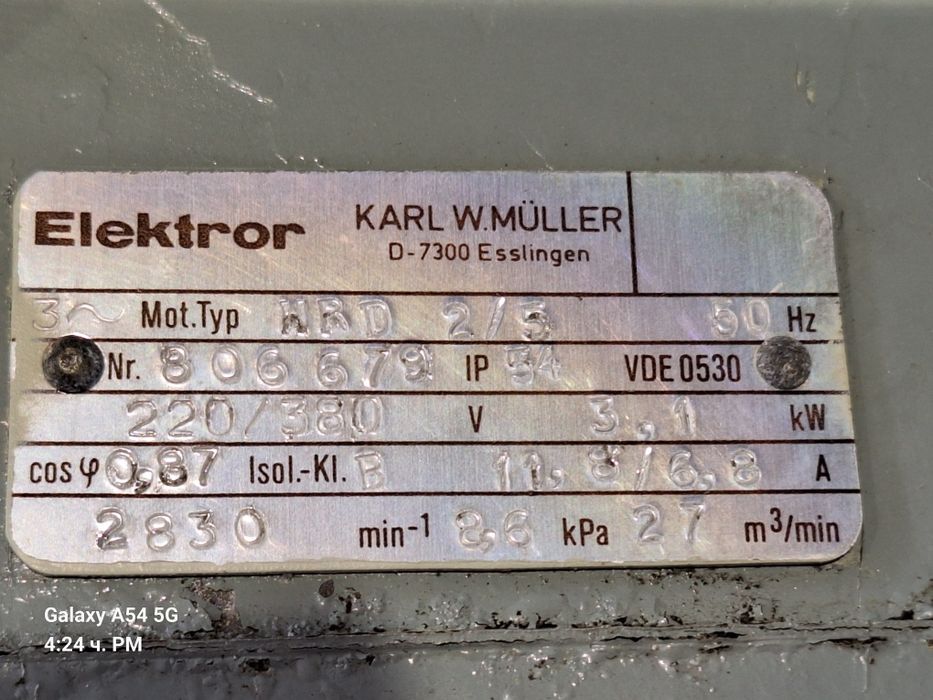 Elektror KARL W. MÜLLER
D-7300 Esslingen
3~ Mot.Typ HRD 2/5 50 Hz
Nr. 806679 IP 54 VDE 0530
220/380 V 3,1 kW
cos φ 0,87 Isol.-Kl. B 11,8/6,8 A
2830 min-1 8,6 kPa 27 m³/min
Galaxy A54 5G
4:24 ч. PM